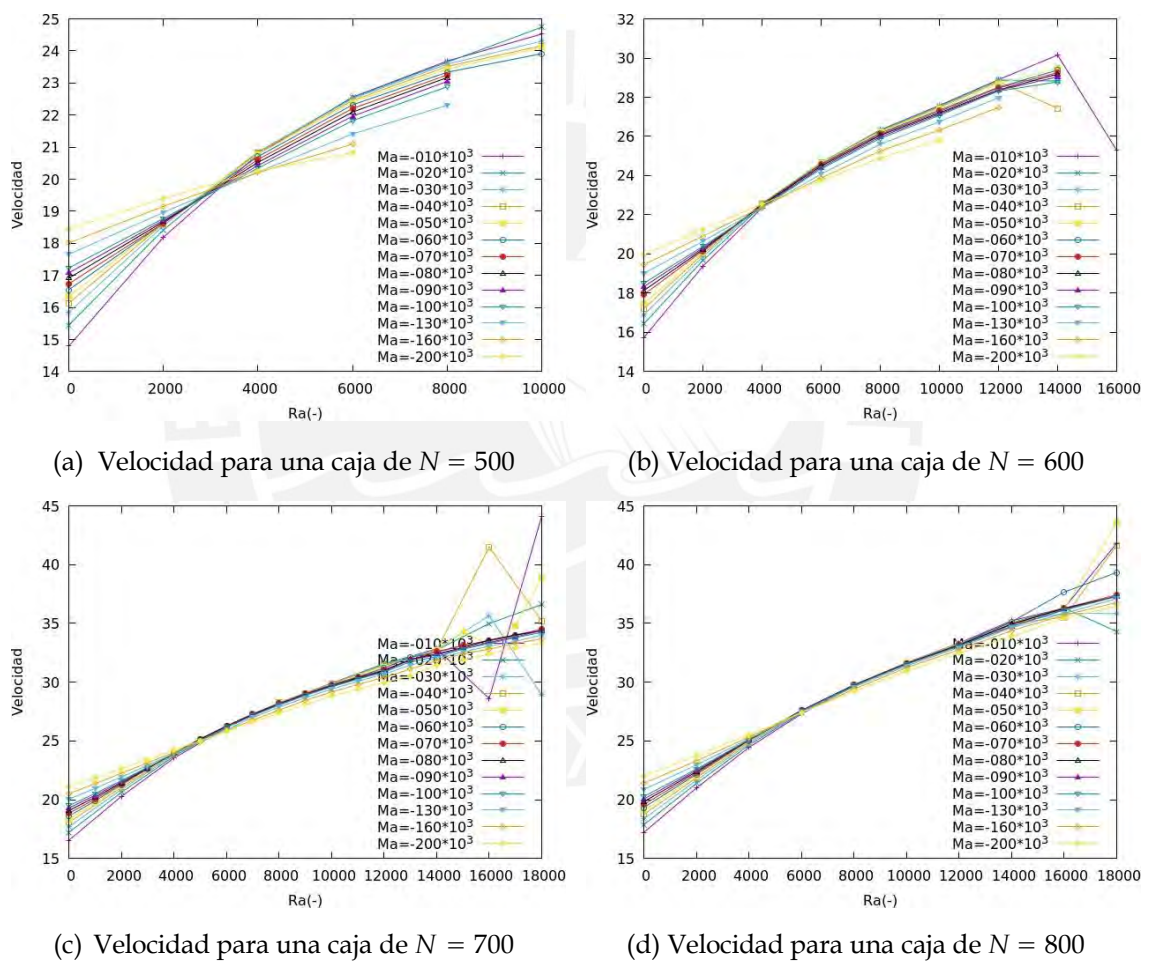 25
24
23
22
21
20
19
18
17
16
15
14
Velocidad
0 2000 4000 6000 8000 10000
Ra(-)
Ma=-010*10³
Ma=-020*10³
Ma=-030*10³
Ma=-040*10³
Ma=-050*10³
Ma=-060*10³
Ma=-070*10³
Ma=-080*10³
Ma=-090*10³
Ma=-100*10³
Ma=-130*10³
Ma=-160*10³
Ma=-200*10³
(a) Velocidad para una caja de N = 500
32
30
28
26
24
22
20
18
16
14
Velocidad
0 2000 4000 6000 8000 10000 12000 14000 16000
Ra(-)
Ma=-010*10³
Ma=-020*10³
Ma=-030*10³
Ma=-040*10³
Ma=-050*10³
Ma=-060*10³
Ma=-070*10³
Ma=-080*10³
Ma=-090*10³
Ma=-100*10³
Ma=-130*10³
Ma=-160*10³
Ma=-200*10³
(b) Velocidad para una caja de N = 600
45
40
35
30
25
20
15
Velocidad
0 2000 4000 6000 8000 10000 12000 14000 16000 18000
Ra(-)
Ma=-010*10³
Ma=-020*10³
Ma=-030*10³
Ma=-040*10³
Ma=-050*10³
Ma=-060*10³
Ma=-070*10³
Ma=-080*10³
Ma=-090*10³
Ma=-100*10³
Ma=-130*10³
Ma=-160*10³
Ma=-200*10³
(c) Velocidad para una caja de N = 700
45
40
35
30
25
20
15
Velocidad
0 2000 4000 6000 8000 10000 12000 14000 16000 18000
Ra(-)
Ma=-010*10³
Ma=-020*10³
Ma=-030*10³
Ma=-040*10³
Ma=-050*10³
Ma=-060*10³
Ma=-070*10³
Ma=-080*10³
Ma=-090*10³
Ma=-100*10³
Ma=-130*10³
Ma=-160*10³
Ma=-200*10³
(d) Velocidad para una caja de N = 800